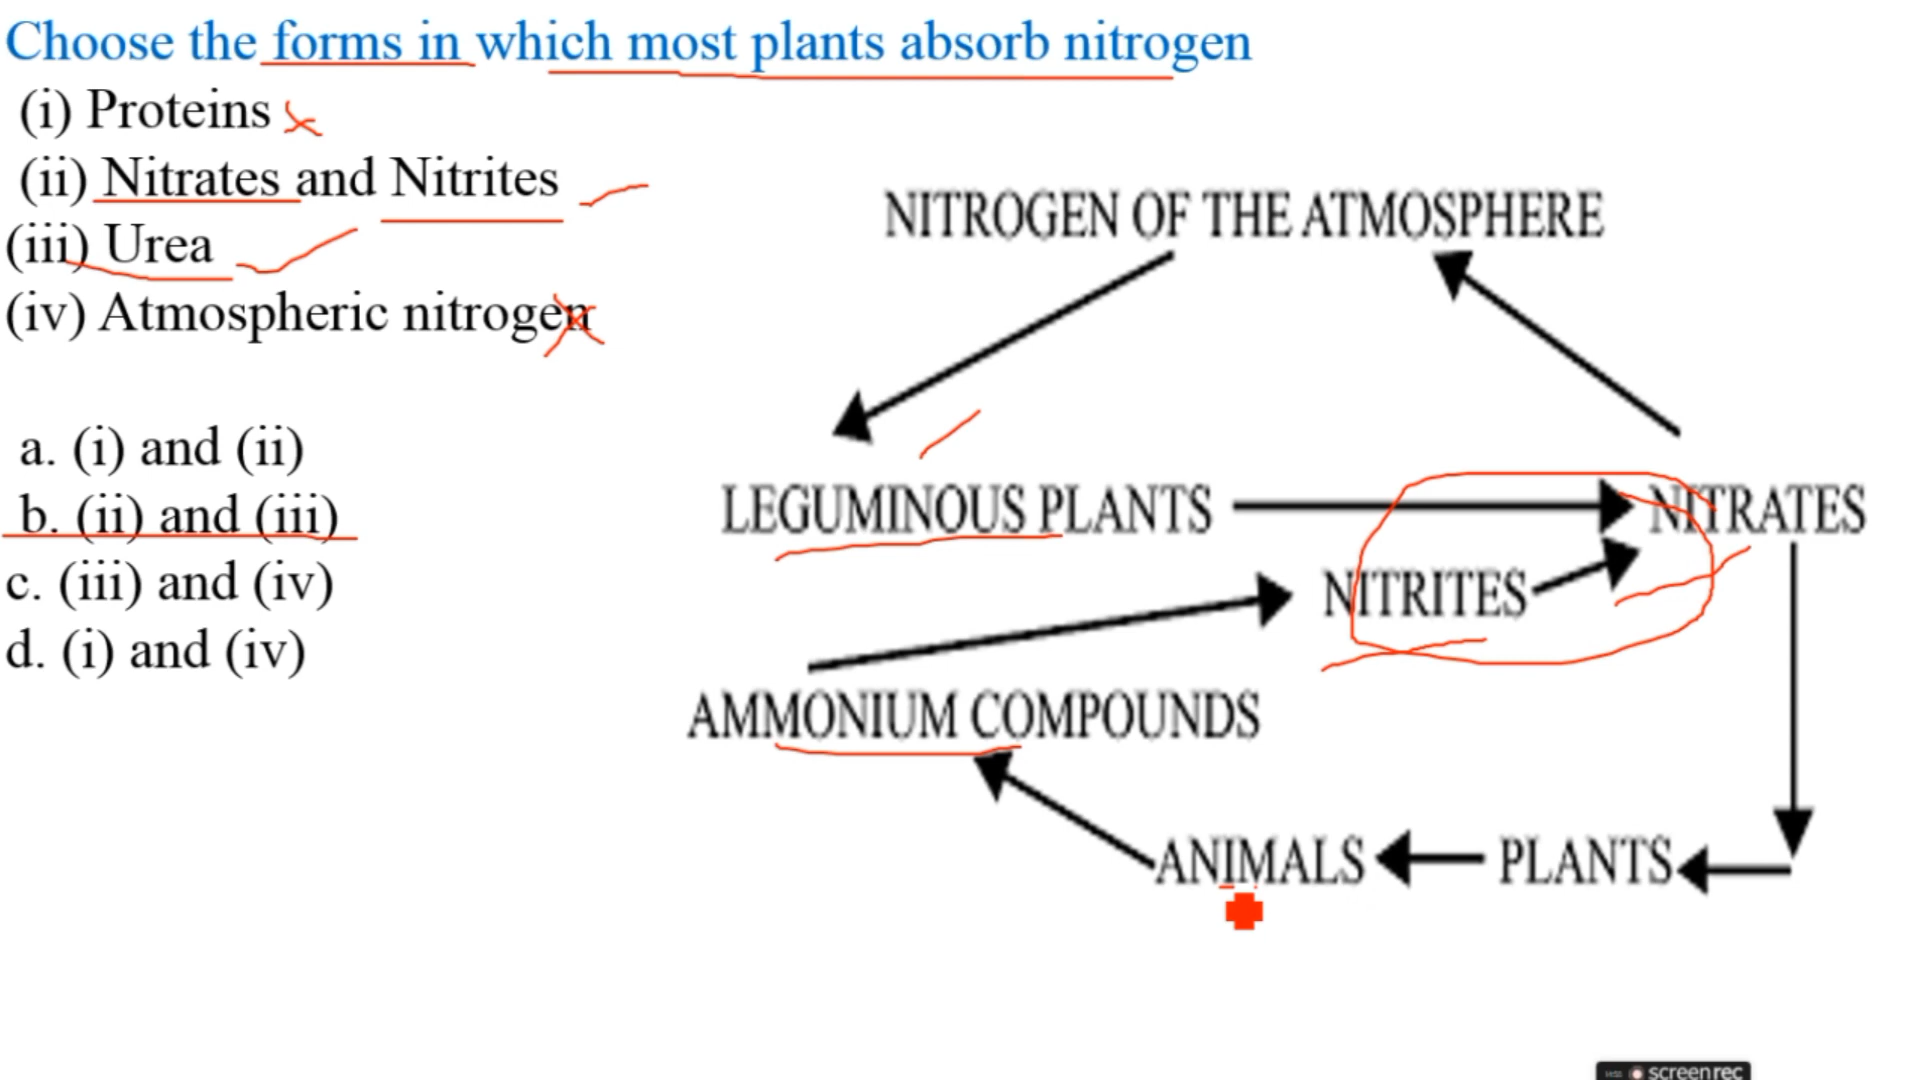 Choose the forms in which most plants absorb nitrogen
(i) Proteins
(ii) Nitrates and Nitrites
(iii) Urea
(iv) Atmospheric nitrogen
a. (i) and (ii)
b. (ii) and (iii)
c. (iii) and (iv)
d. (i) and (iv)
NITROGEN OF THE ATMOSPHERE
LEGUMINOUS PLANTS
NITRATES
NITRITES
AMMONIUM COMPOUNDS
ANIMALS
PLANTS
screenrec